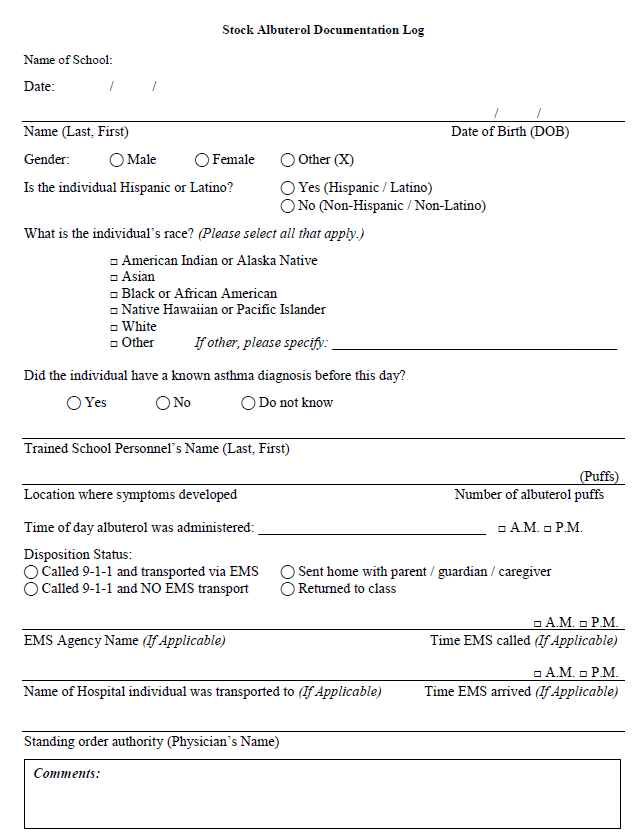 Stock Albuterol Documentation Log
Name of School:
Date: / /
/ /
Name (Last, First) Date of Birth (DOB)
Gender: Male Female Other (X)
Is the individual Hispanic or Latino? Yes (Hispanic / Latino)
No (Non-Hispanic / Non-Latino)
What is the individual's race? (Please select all that apply.)
American Indian or Alaska Native
Asian
Black or African American
Native Hawaiian or Pacific Islander
White
Other If other, please specify:
Did the individual have a known asthma diagnosis before this day?
Yes No Do not know
Trained School Personnel's Name (Last, First)
(Puffs)
Location where symptoms developed Number of albuterol puffs
Time of day albuterol was administered: A.M. P.M.
Disposition Status:
Called 9-1-1 and transported via EMS Sent home with parent / guardian / caregiver
Called 9-1-1 and NO EMS transport Returned to class
A.M. P.M.
EMS Agency Name (If Applicable) Time EMS called (If Applicable)
A.M. P.M.
Name of Hospital individual was transported to (If Applicable) Time EMS arrived (If Applicable)
Standing order authority (Physician's Name)
Comments: